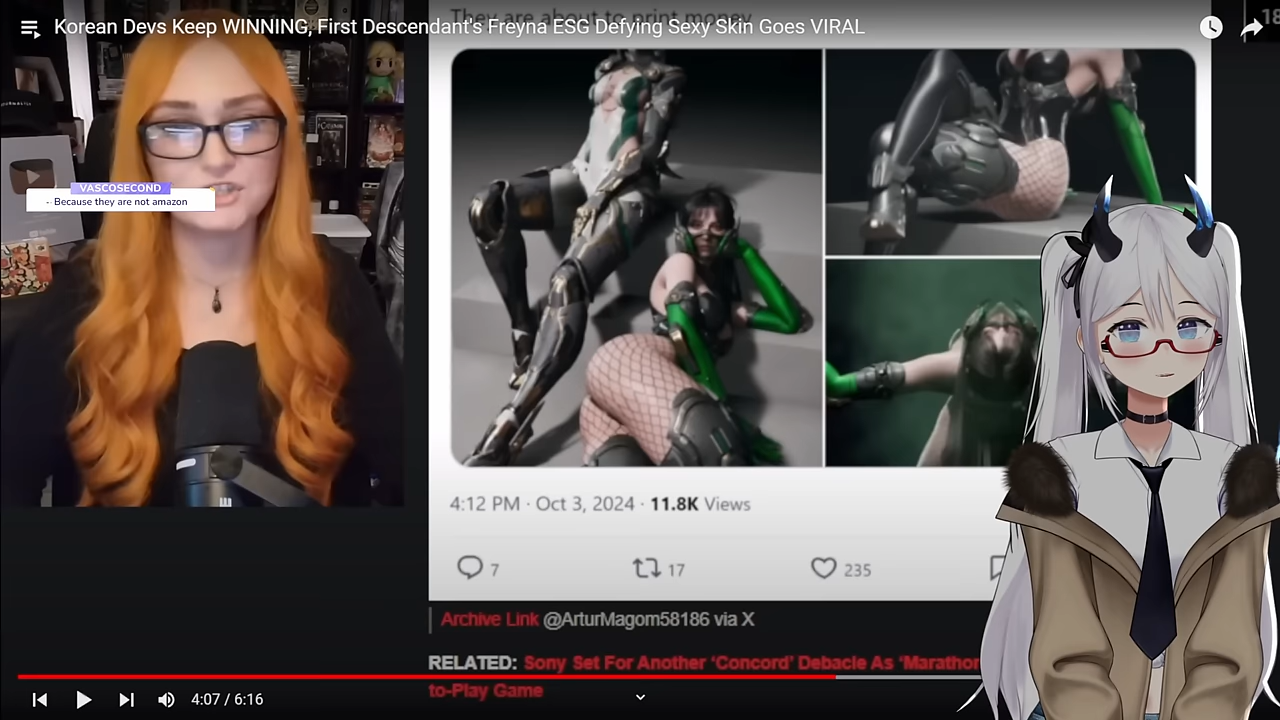 They are about to print money
Korean Devs Keep WINNING, First Descendant's Freyna ESG Defying Sexy Skin Goes VIRAL
VASCOSECOND
Because they are not amazon
4:12 PM · Oct 3, 2024 · 11.8K Views
7 17 235
Archive Link @ArturMagom58186 via X
RELATED: Sony Set For Another ‘Concord’ Debacle As ‘Marathon
to-Play Game
4:07 / 6:16